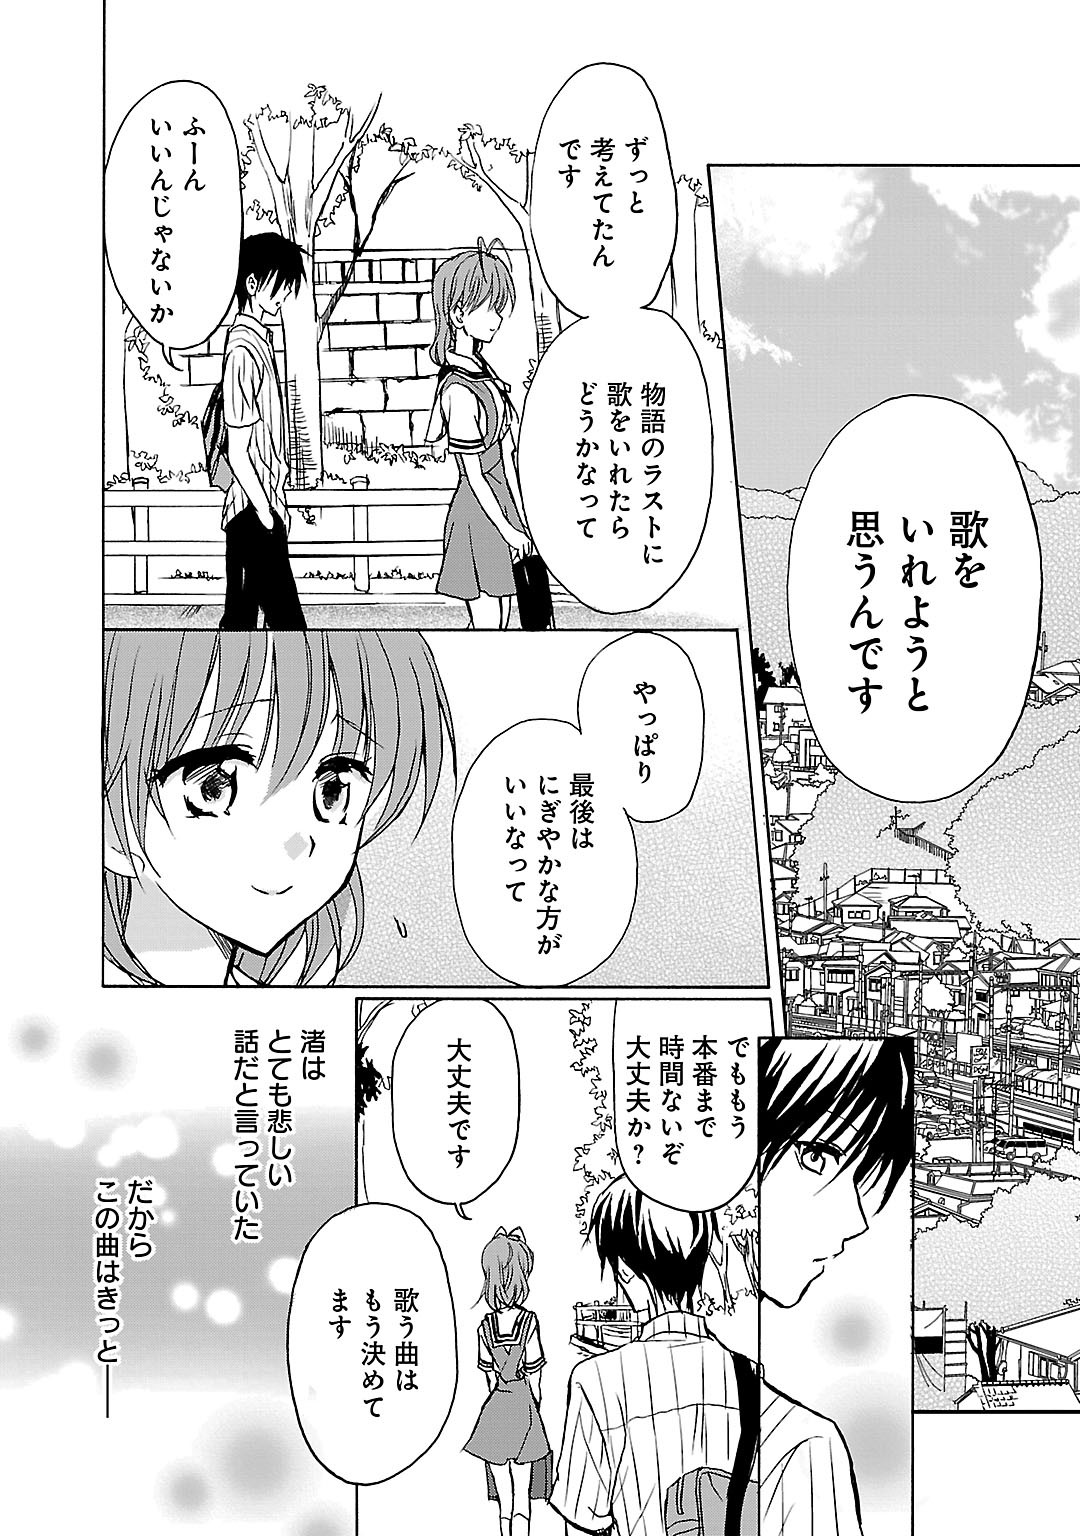 歌を
いれようと
思うんです
ずっと
考えてたん
です
物語のラストに
歌をいれたら
どうかなって
ふーん
いいんじゃないか
やっぱり
最後は
にぎやかな方が
いいなって
でももう
本番まで
時間ないぞ
大丈夫か?
大丈夫です
歌う曲は
もう決めて
ます
渚は
とても悲しい
話だと言っていた
だから
この曲はきっと――